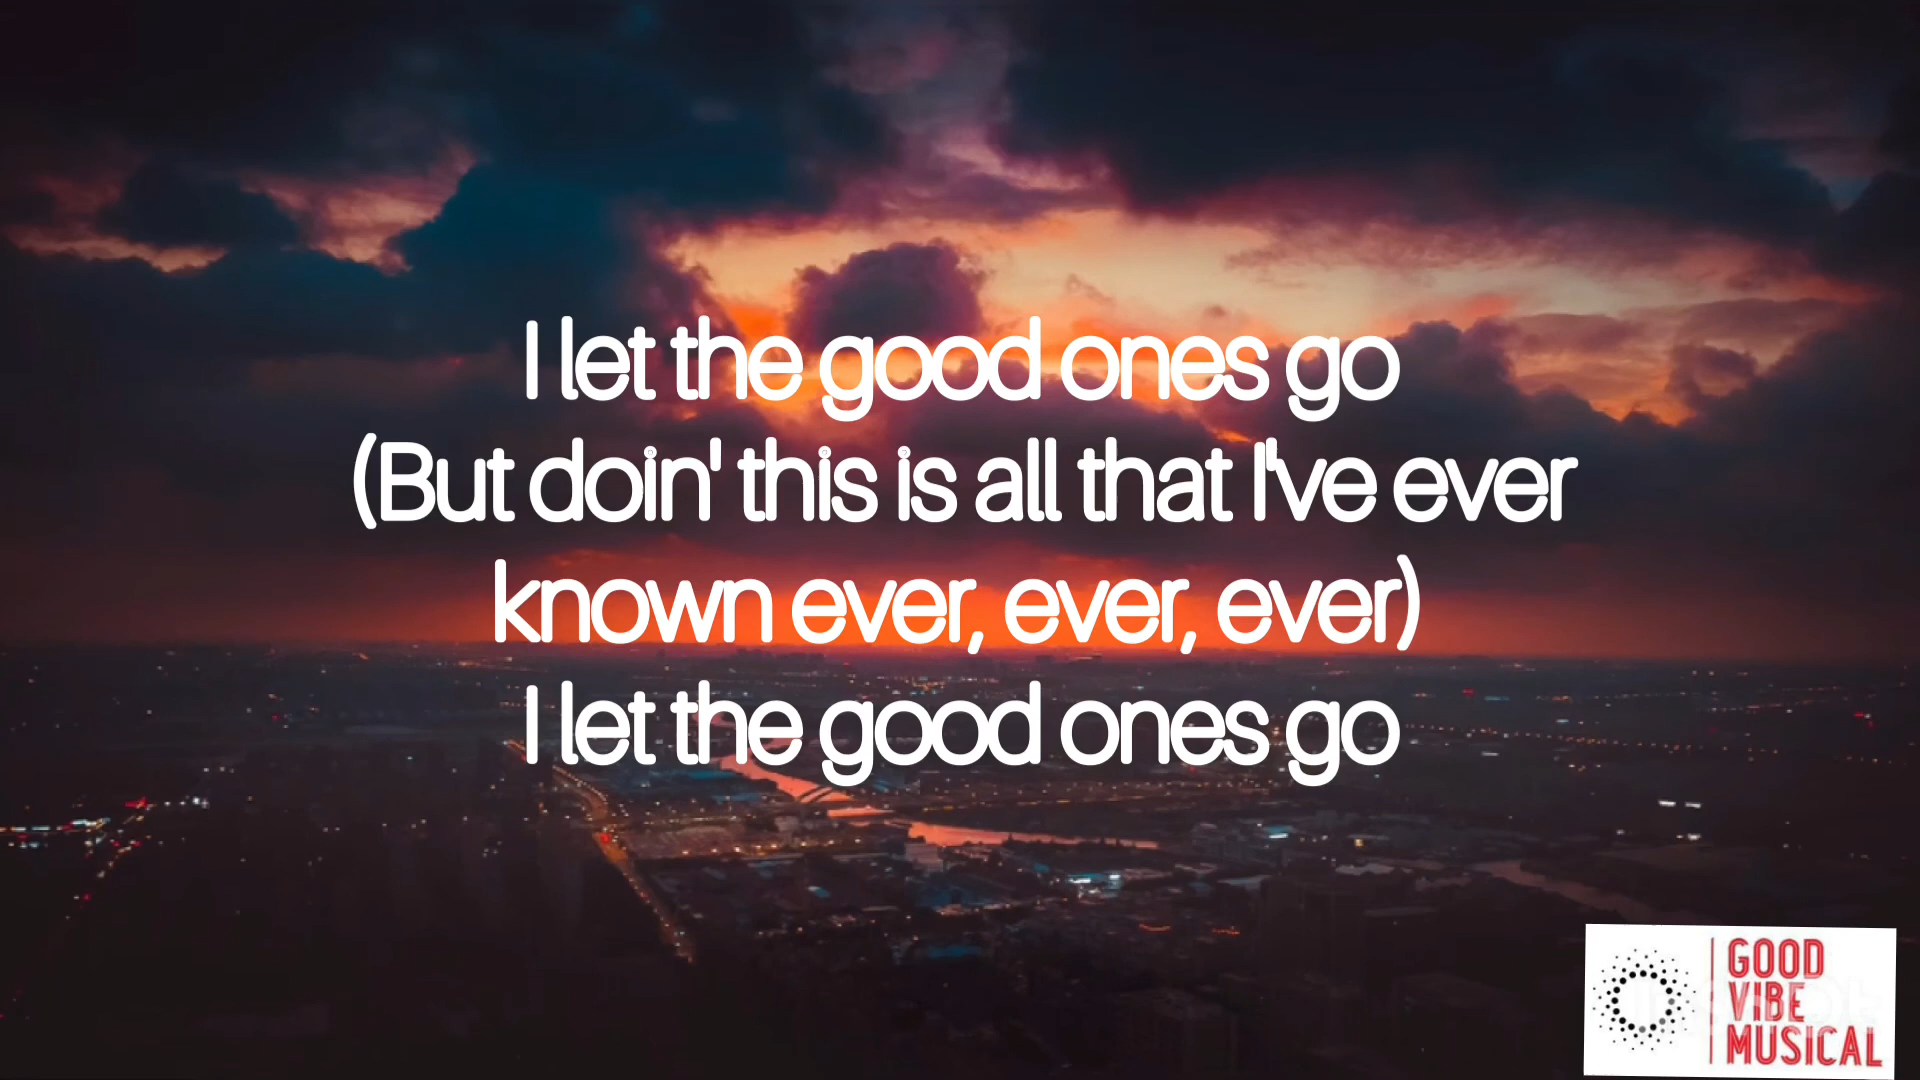 I let the good ones go
(But doin' this is all that I've ever
known ever, ever, ever)
I let the good ones go
GOOD
VIBE
MUSICAL